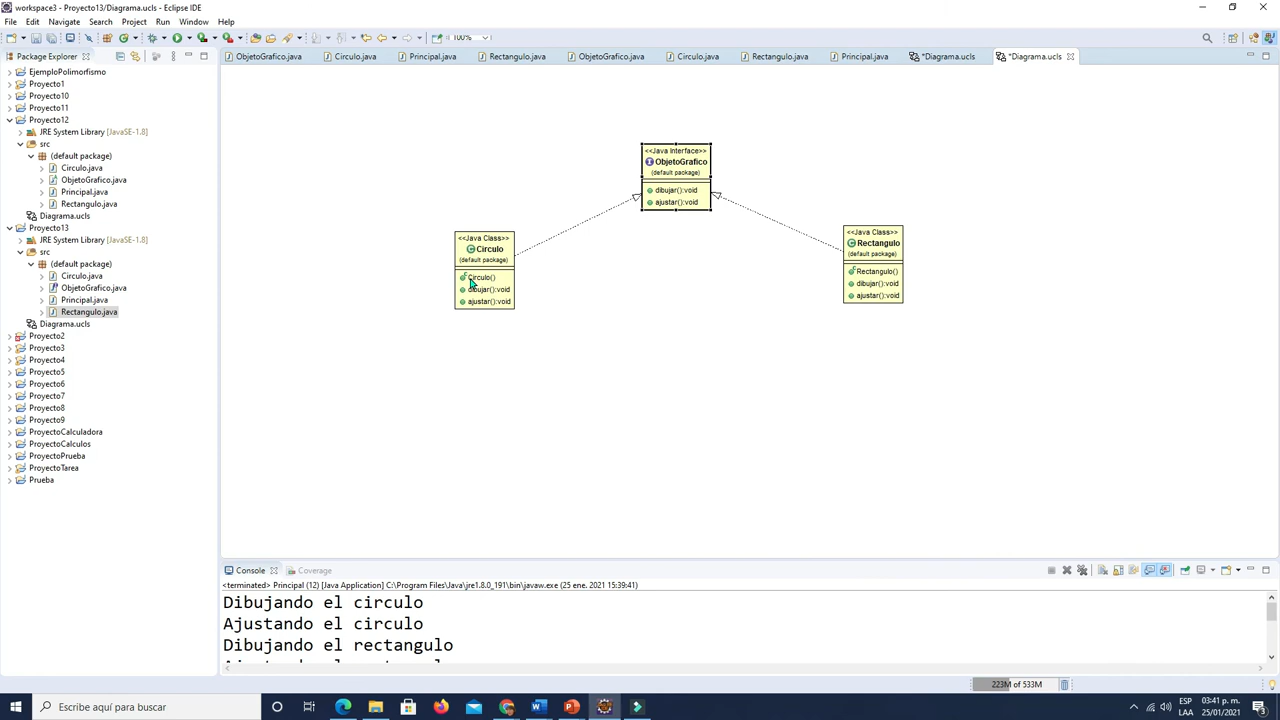 workspace3 - Proyecto13/Diagrama.ucls - Eclipse IDE
File Edit Navigate Search Project Run Window Help
100%
Package Explorer
ObjetoGrafico.java Circulo.java Principal.java Rectangulo.java ObjetoGrafico.java Circulo.java Rectangulo.java Principal.java *Diagrama.ucls *Diagrama.ucls
EjemploPolimorfismo
Proyecto1
Proyecto10
Proyecto11
Proyecto12
JRE System Library [JavaSE-1.8]
src
(default package)
Circulo.java
ObjetoGrafico.java
Principal.java
Rectangulo.java
Diagrama.ucls
Proyecto13
JRE System Library [JavaSE-1.8]
src
(default package)
Circulo.java
ObjetoGrafico.java
Principal.java
Rectangulo.java
Diagrama.ucls
Proyecto2
Proyecto3
Proyecto4
Proyecto5
Proyecto6
Proyecto7
Proyecto8
Proyecto9
ProyectoCalculadora
ProyectoCalculos
ProyectoPrueba
ProyectoTarea
Prueba
<<Java Interface>>
ObjetoGrafico
(default package)
dibujar():void
ajustar():void
<<Java Class>>
Circulo
(default package)
Circulo()
dibujar():void
ajustar():void
<<Java Class>>
Rectangulo
(default package)
Rectangulo()
dibujar():void
ajustar():void
Console Coverage
<terminated> Principal (12) [Java Application] C:\Program Files\Java\jre1.8.0_191\bin\javaw.exe (25 ene. 2021 15:39:41)
Dibujando el circulo
Ajustando el circulo
Dibujando el rectangulo
223M of 533M
Escribe aquí para buscar
ESP
LAA
03:41 p. m.
25/01/2021